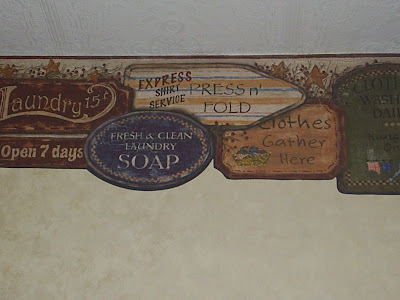 Laundry 15¢
Open 7 days
EXPRESS
SHIRT
SERVICE
PRESS n'
FOLD
FRESH & CLEAN
LAUNDRY
SOAP
Clothes
Gather
Here